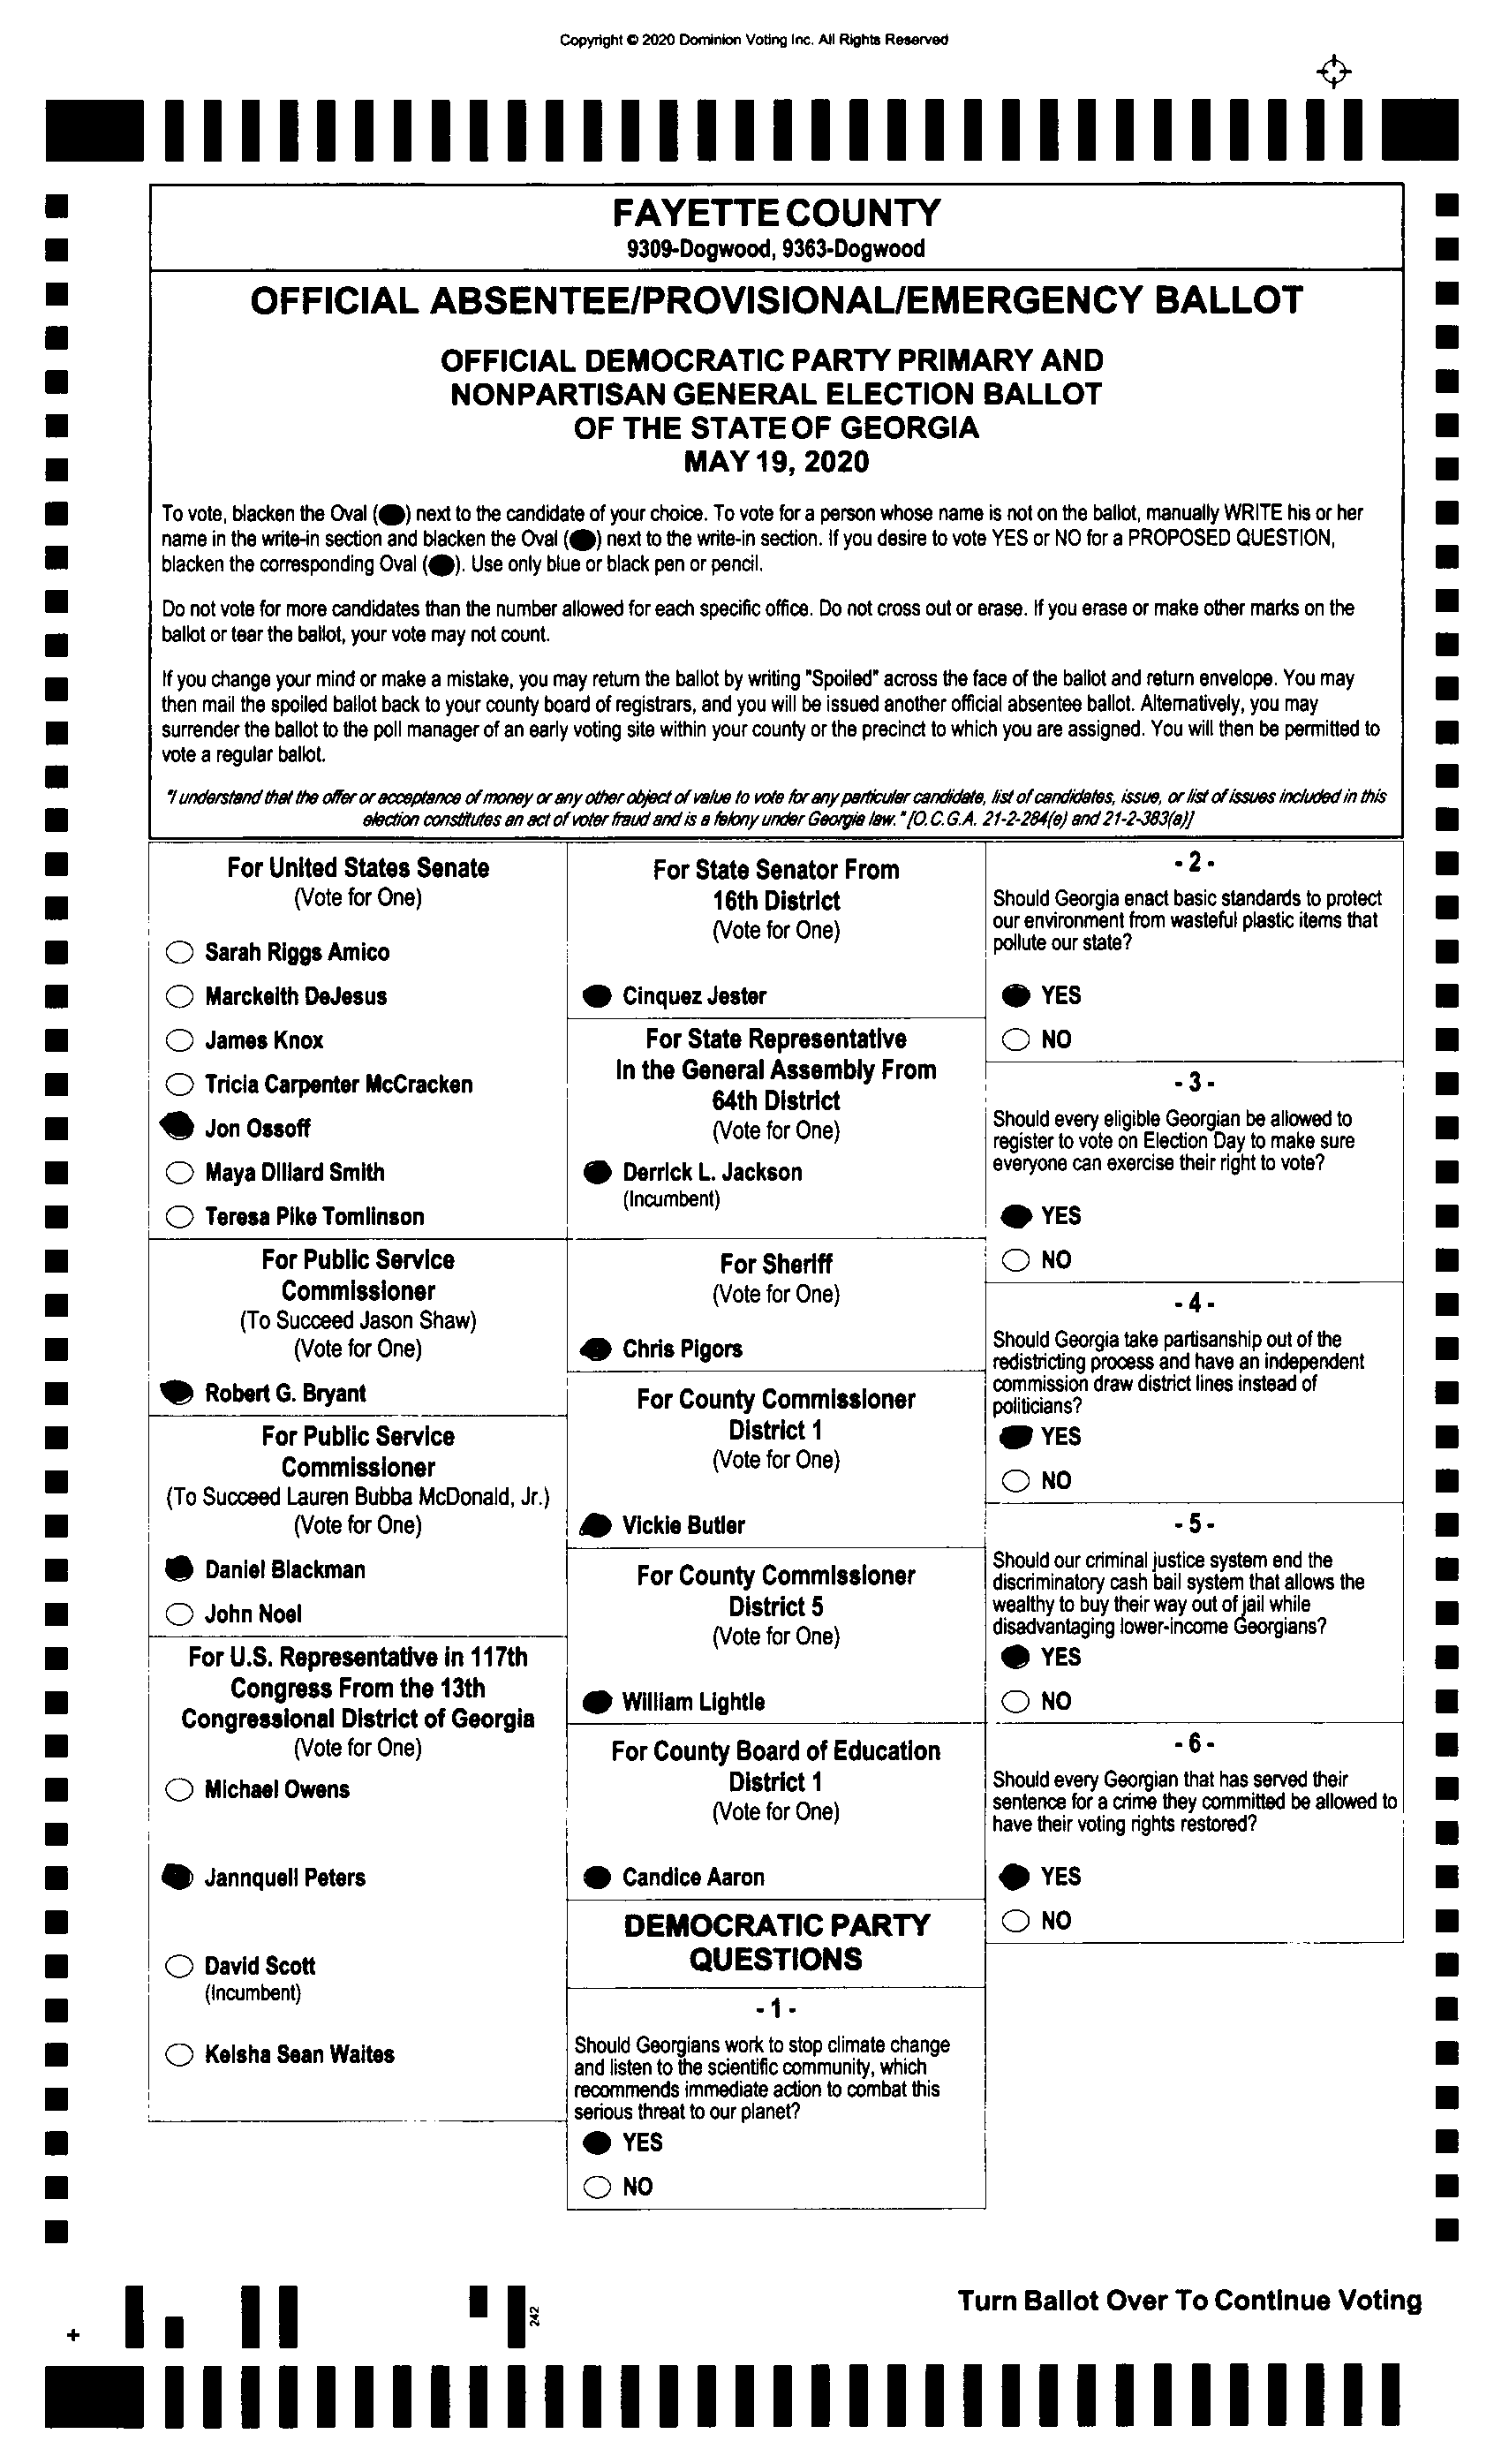 Copyright © 2020 Dominion Voting Inc. All Rights Reserved
FAYETTE COUNTY
9309-Dogwood, 9363-Dogwood
OFFICIAL ABSENTEE/PROVISIONAL/EMERGENCY BALLOT
OFFICIAL DEMOCRATIC PARTY PRIMARY AND
NONPARTISAN GENERAL ELECTION BALLOT
OF THE STATE OF GEORGIA
MAY 19, 2020
To vote, blacken the Oval ( ) next to the candidate of your choice. To vote for a person whose name is not on the ballot, manually WRITE his or her
name in the write-in section and blacken the Oval ( ) next to the write-in section. If you desire to vote YES or NO for a PROPOSED QUESTION,
blacken the corresponding Oval ( ). Use only blue or black pen or pencil.
Do not vote for more candidates than the number allowed for each specific office. Do not cross out or erase. If you erase or make other marks on the
ballot or tear the ballot, your vote may not count.
If you change your mind or make a mistake, you may return the ballot by writing "Spoiled" across the face of the ballot and return envelope. You may
then mail the spoiled ballot back to your county board of registrars, and you will be issued another official absentee ballot. Alternatively, you may
surrender the ballot to the poll manager of an early voting site within your county or the precinct to which you are assigned. You will then be permitted to
vote a regular ballot.
"I understand that the offer or acceptance of money or any other object of value to vote for any particular candidate, list of candidates, issue, or list of issues included in this
election constitutes an act of voter fraud and is a felony under Georgia law." [O.C.G.A. 21-2-284(e) and 21-2-383(a)]
For United States Senate
(Vote for One)
Sarah Riggs Amico
Marckeith DeJesus
James Knox
Tricia Carpenter McCracken
Jon Ossoff
Maya Dillard Smith
Teresa Pike Tomlinson
For Public Service
Commissioner
(To Succeed Jason Shaw)
(Vote for One)
Robert G. Bryant
For Public Service
Commissioner
(To Succeed Lauren Bubba McDonald, Jr.)
(Vote for One)
Daniel Blackman
John Noel
For U.S. Representative in 117th
Congress From the 13th
Congressional District of Georgia
(Vote for One)
Michael Owens
Jannquell Peters
David Scott
(Incumbent)
Keisha Sean Waites
For State Senator From
16th District
(Vote for One)
Cinquez Jester
For State Representative
In the General Assembly From
64th District
(Vote for One)
Derrick L. Jackson
(Incumbent)
For Sheriff
(Vote for One)
Chris Pigors
For County Commissioner
District 1
(Vote for One)
Vickie Butler
For County Commissioner
District 5
(Vote for One)
William Lightle
For County Board of Education
District 1
(Vote for One)
Candice Aaron
DEMOCRATIC PARTY
QUESTIONS
- 1 -
Should Georgians work to stop climate change
and listen to the scientific community, which
recommends immediate action to combat this
serious threat to our planet?
YES
NO
- 2 -
Should Georgia enact basic standards to protect
our environment from wasteful plastic items that
pollute our state?
YES
NO
- 3 -
Should every eligible Georgian be allowed to
register to vote on Election Day to make sure
everyone can exercise their right to vote?
YES
NO
- 4 -
Should Georgia take partisanship out of the
redistricting process and have an independent
commission draw district lines instead of
politicians?
YES
NO
- 5 -
Should our criminal justice system end the
discriminatory cash bail system that allows the
wealthy to buy their way out of jail while
disadvantaging lower-income Georgians?
YES
NO
- 6 -
Should every Georgian that has served their
sentence for a crime they committed be allowed to
have their voting rights restored?
YES
NO
242
Turn Ballot Over To Continue Voting
+